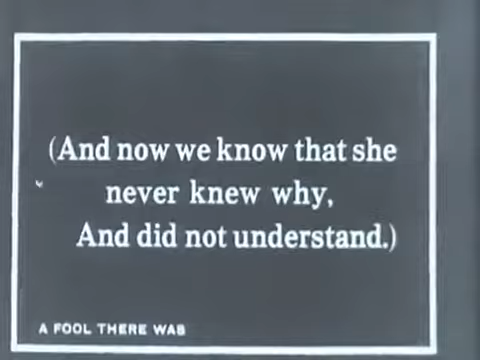 (And now we know that she
never knew why,
And did not understand.)
A FOOL THERE WAS